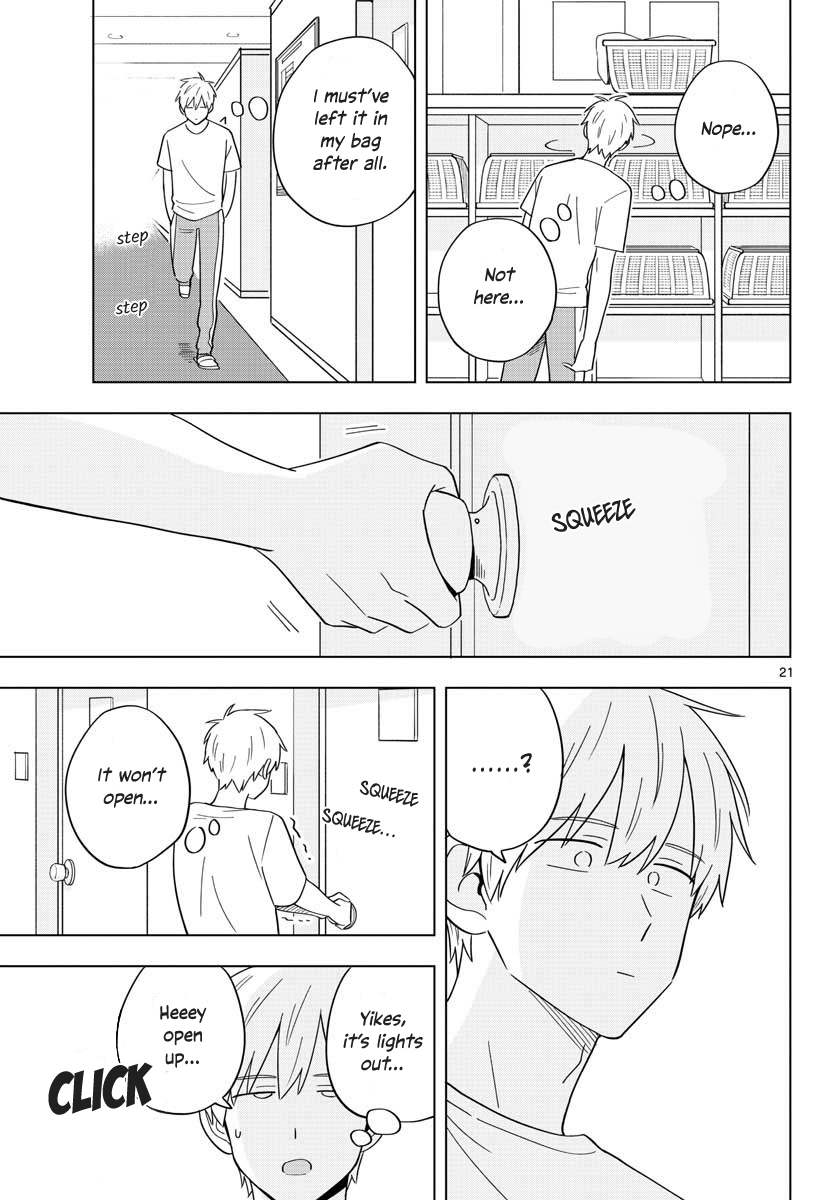 Nope...
Not
here...
I must've
left it in
my bag
after all.
step
step
SQUEEZE
21
......?
It won't
open...
SQUEEZE
SQUEEZE...
Yikes,
it's lights
out...
Heeey
open
up...
CLICK